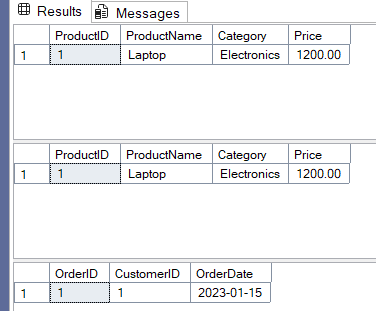 Results Messages
ProductID ProductName Category Price
1 1 Laptop Electronics 1200.00
ProductID ProductName Category Price
1 1 Laptop Electronics 1200.00
OrderID CustomerID OrderDate
1 1 1 2023-01-15